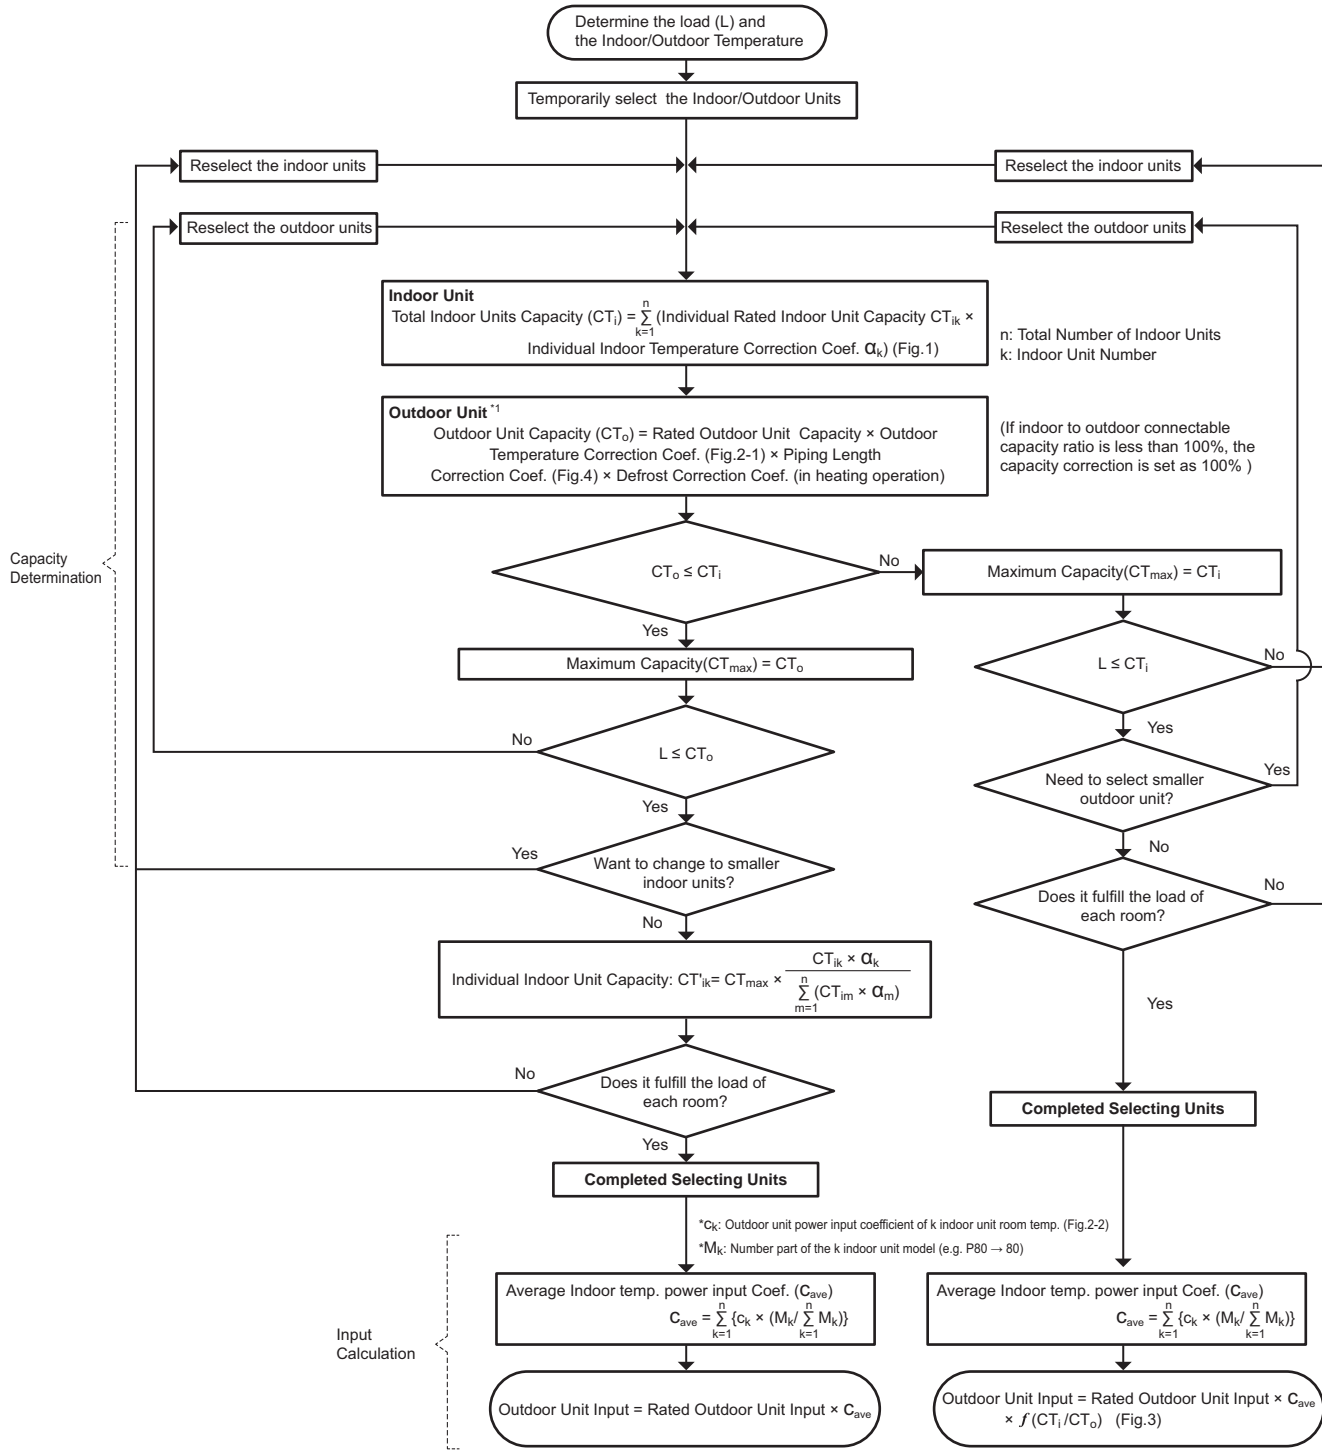 Determine the load (L) and
the Indoor/Outdoor Temperature
Temporarily select the Indoor/Outdoor Units
Reselect the indoor units
Reselect the indoor units
Reselect the outdoor units
Reselect the outdoor units
Indoor Unit
Total Indoor Units Capacity (CTi) = Σ(k=1 to n) (Individual Rated Indoor Unit Capacity CTik ×
Individual Indoor Temperature Correction Coef. αk) (Fig.1)
n: Total Number of Indoor Units
k: Indoor Unit Number
Outdoor Unit *1
Outdoor Unit Capacity (CTo) = Rated Outdoor Unit Capacity × Outdoor
Temperature Correction Coef. (Fig.2-1) × Piping Length
Correction Coef. (Fig.4) × Defrost Correction Coef. (in heating operation)
(If indoor to outdoor connectable
capacity ratio is less than 100%, the
capacity correction is set as 100% )
Capacity
Determination
CTo ≤ CTi
No
Maximum Capacity(CTmax) = CTi
Yes
Maximum Capacity(CTmax) = CTo
L ≤ CTi
No
Yes
No
L ≤ CTo
Yes
Need to select smaller
outdoor unit?
Yes
No
Yes
Want to change to smaller
indoor units?
No
Does it fulfill the load of
each room?
No
Yes
Individual Indoor Unit Capacity: CT'ik= CTmax × (CTik × αk) / (Σ(m=1 to n) (CTim × αm))
No
Does it fulfill the load of
each room?
Yes
Completed Selecting Units
Completed Selecting Units
*ck: Outdoor unit power input coefficient of k indoor unit room temp. (Fig.2-2)
*Mk: Number part of the k indoor unit model (e.g. P80 → 80)
Input
Calculation
Average Indoor temp. power input Coef. (Cave)
Cave = Σ(k=1 to n) {ck × (Mk/ Σ(k=1 to n) Mk)}
Average Indoor temp. power input Coef. (Cave)
Cave = Σ(k=1 to n) {ck × (Mk/ Σ(k=1 to n) Mk)}
Outdoor Unit Input = Rated Outdoor Unit Input × Cave
Outdoor Unit Input = Rated Outdoor Unit Input × Cave
× f (CTi /CTo) (Fig.3)